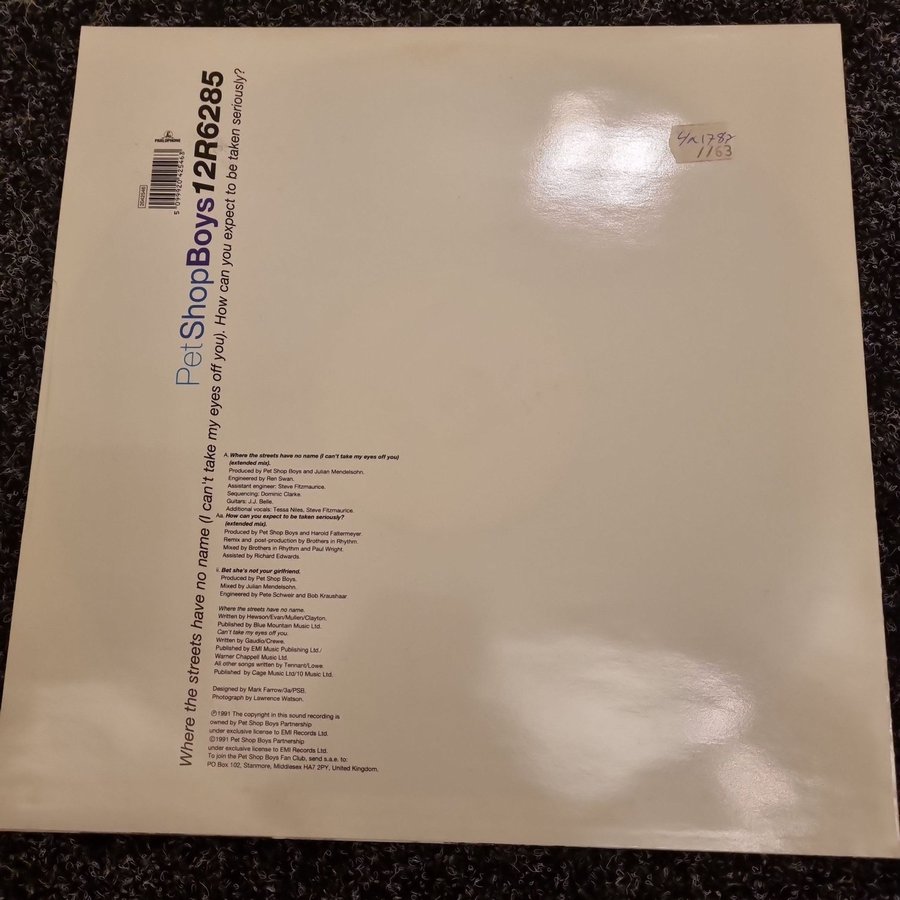 PARLOPHONE
5 099920 425463
Pet Shop Boys 12R6285
Where the streets have no name (I can't take my eyes off you). How can you expect to be taken seriously?
A. Where the streets have no name (I can't take my eyes off you)
(extended mix).
Produced by Pet Shop Boys and Julian Mendelsohn.
Engineered by Ren Swan.
Assistant engineer: Steve Fitzmaurice.
Sequencing: Dominic Clarke.
Guitars: J.J. Belle.
Additional vocals: Tessa Niles, Steve Fitzmaurice.
Aa. How can you expect to be taken seriously?
(extended mix).
Produced by Pet Shop Boys and Harold Faltermeyer.
Remix and post-production by Brothers in Rhythm.
Mixed by Brothers in Rhythm and Paul Wright.
Assisted by Richard Edwards.
ii. Bet she's not your girlfriend.
Produced by Pet Shop Boys.
Mixed by Julian Mendelsohn.
Engineered by Pete Schweir and Bob Kraushaar
Where the streets have no name.
Written by Hewson/Evan/Mullen/Clayton.
Published by Blue Mountain Music Ltd.
Can't take my eyes off you.
Written by Gaudio/Crewe.
Published by EMI Music Publishing Ltd./
Warner Chappell Music Ltd.
All other songs written by Tennant/Lowe.
Published by Cage Music Ltd/10 Music Ltd.
Designed by Mark Farrow/3a/PSB.
Photograph by Lawrence Watson.
℗1991 The copyright in this sound recording is
owned by Pet Shop Boys Partnership
under exclusive license to EMI Records Ltd.
©1991 Pet Shop Boys Partnership
under exclusive license to EMI Records Ltd.
To join the Pet Shop Boys Fan Club, send s.a.e. to:
PO Box 102, Stanmore, Middlesex HA7 2PY, United Kingdom.
1163